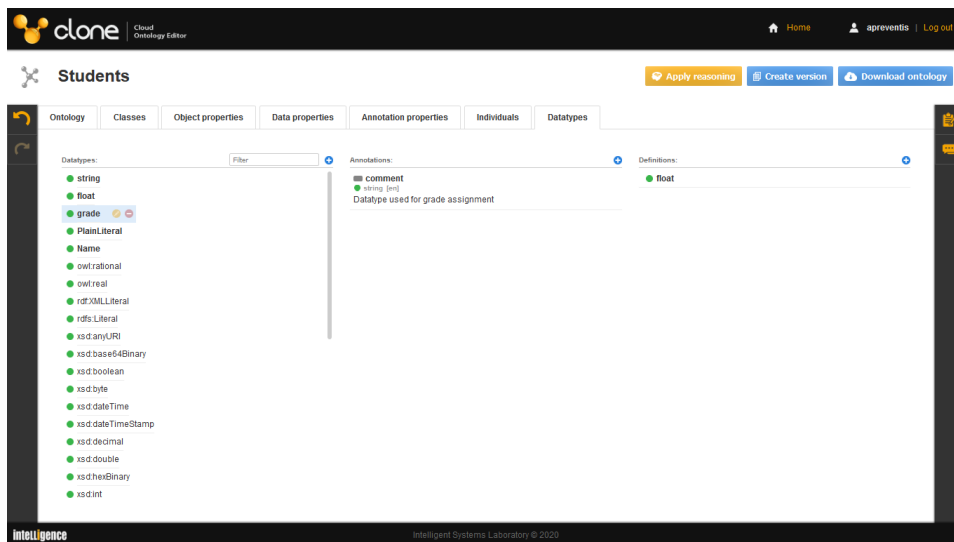 clone
Cloud
Ontology Editor
Home
apreventis | Log out
Students
Apply reasoning
Create version
Download ontology
Ontology
Classes
Object properties
Data properties
Annotation properties
Individuals
Datatypes
Datatypes:
Filter
string
float
grade
PlainLiteral
Name
owl:rational
owl:real
rdf:XMLLiteral
rdfs:Literal
xsd:anyURI
xsd:base64Binary
xsd:boolean
xsd:byte
xsd:dateTime
xsd:dateTimeStamp
xsd:decimal
xsd:double
xsd:hexBinary
xsd:int
Annotations:
comment
string [en]
Datatype used for grade assignment
Definitions:
float
intelligence
Intelligent Systems Laboratory © 2020